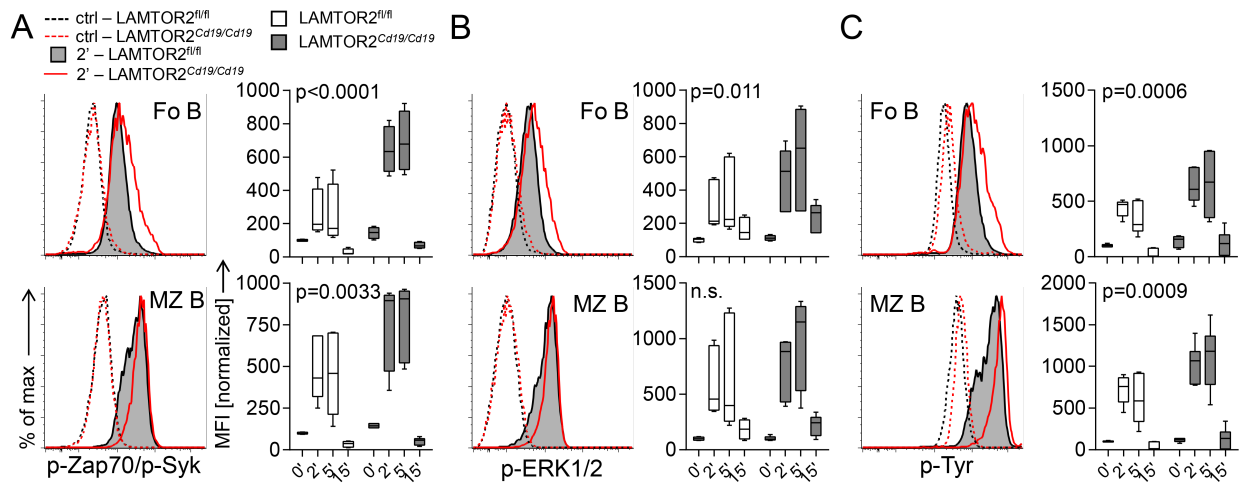 A
ctrl – LAMTOR2fl/fl
ctrl – LAMTOR2Cd19/Cd19
2’ – LAMTOR2fl/fl
2’ – LAMTOR2Cd19/Cd19
LAMTOR2fl/fl
LAMTOR2Cd19/Cd19
B
C
Fo B
1000
800
600
400
200
0
p<0.0001
Fo B
1000
800
600
400
200
0
p=0.011
Fo B
1500
1000
500
0
p=0.0006
MZ B
1000
750
500
250
0
p=0.0033
MZ B
1500
1000
500
0
n.s.
MZ B
2000
1500
1000
500
0
p=0.0009
% of max
MFI [normalized]
p-Zap70/p-Syk
0' 2' 5' 15' 0' 2' 5' 15'
p-ERK1/2
0' 2' 5' 15' 0' 2' 5' 15'
p-Tyr
0' 2' 5' 15' 0' 2' 5' 15'